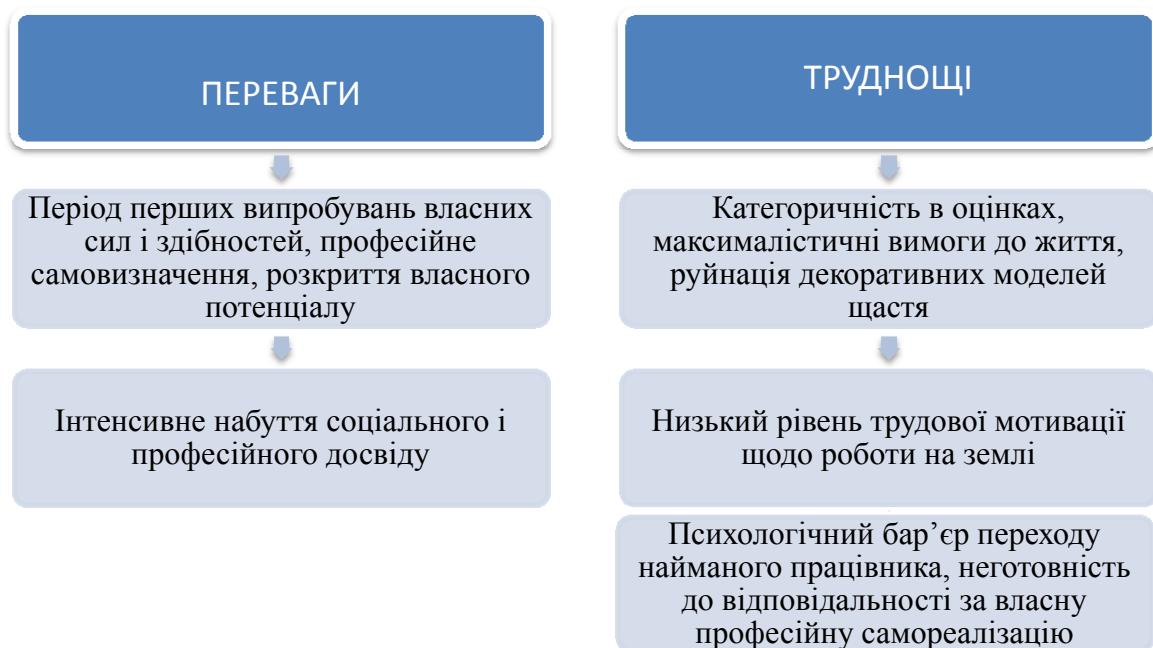 ПЕРЕВАГИ
Період перших випробувань власних
сил і здібностей, професійне
самовизначення, розкриття власного
потенціалу
Інтенсивне набуття соціального і
професійного досвіду
ТРУДНОЩІ
Категоричність в оцінках,
максималістичні вимоги до життя,
руйнація декоративних моделей
щастя
Низький рівень трудової мотивації
щодо роботи на землі
Психологічний бар’єр переходу
найманого працівника, неготовність
до відповідальності за власну
професійну самореалізацію